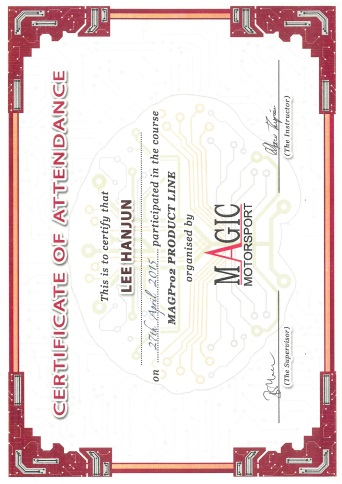 CERTIFICATE OF ATTENDANCE
This is to certify that
LEE HANJUN
on 27th April 2015 participated in the course
MAGPro2 PRODUCT LINE
organised by
MAGIC
MOTORSPORT
(The Supervisor)
(The Instructor)